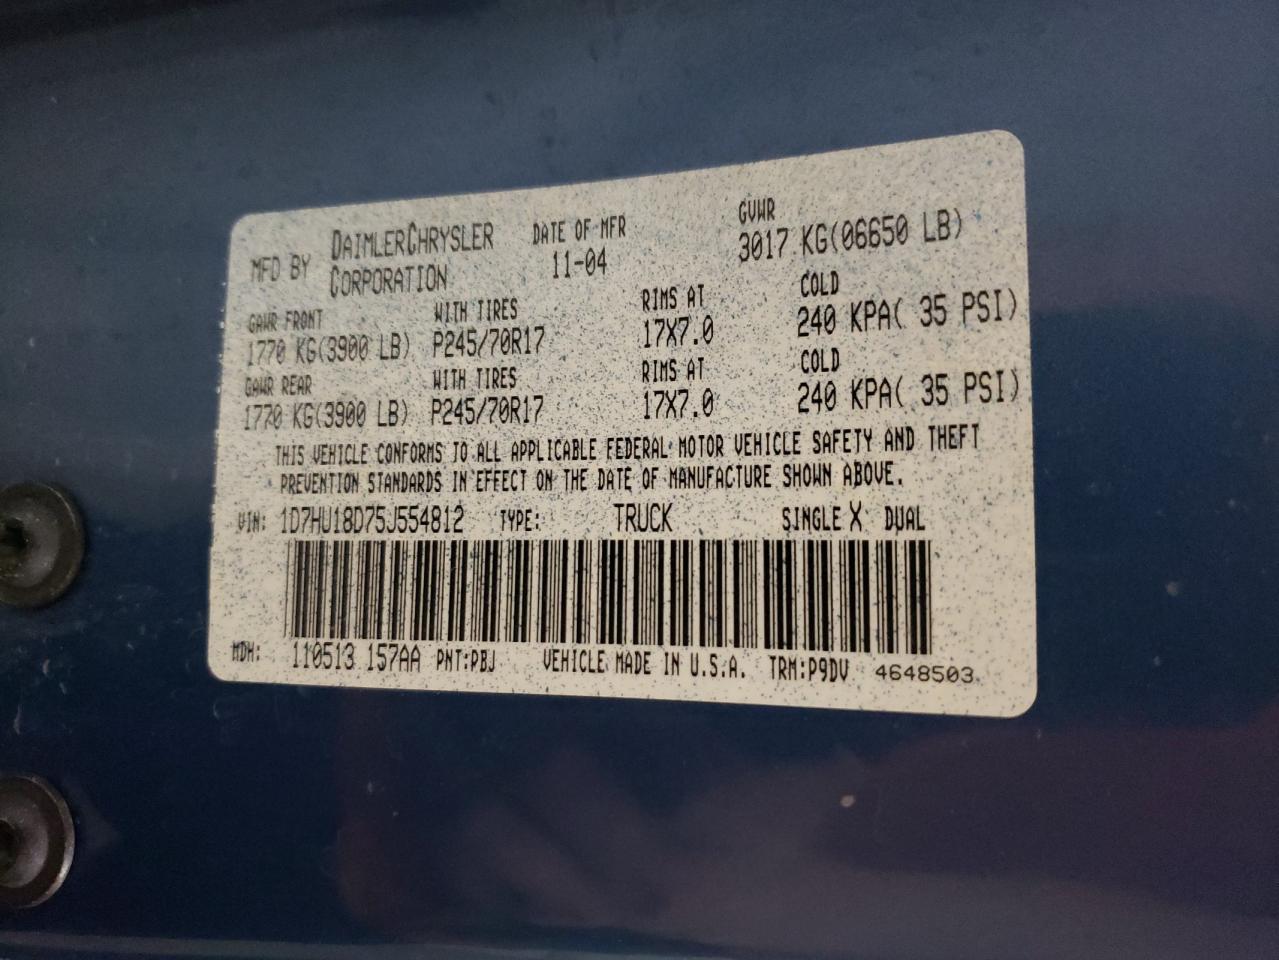 MFD BY DAIMLERCHRYSLER CORPORATION DATE OF MFR 11-04 GVWR 3017 KG(06650 LB)
GAWR FRONT WITH TIRES RIMS AT COLD
1770 KG(3900 LB) P245/70R17 17X7.0 240 KPA( 35 PSI)
GAWR REAR WITH TIRES RIMS AT COLD
1770 KG(3900 LB) P245/70R17 17X7.0 240 KPA( 35 PSI)
THIS VEHICLE CONFORMS TO ALL APPLICABLE FEDERAL MOTOR VEHICLE SAFETY AND THEFT
PREVENTION STANDARDS IN EFFECT ON THE DATE OF MANUFACTURE SHOWN ABOVE.
VIN: 1D7HU18D75J554812 TYPE: TRUCK SINGLE X DUAL
MDH: 110513 157AA PNT:PBJ VEHICLE MADE IN U.S.A. TRM:P9DV 4648503